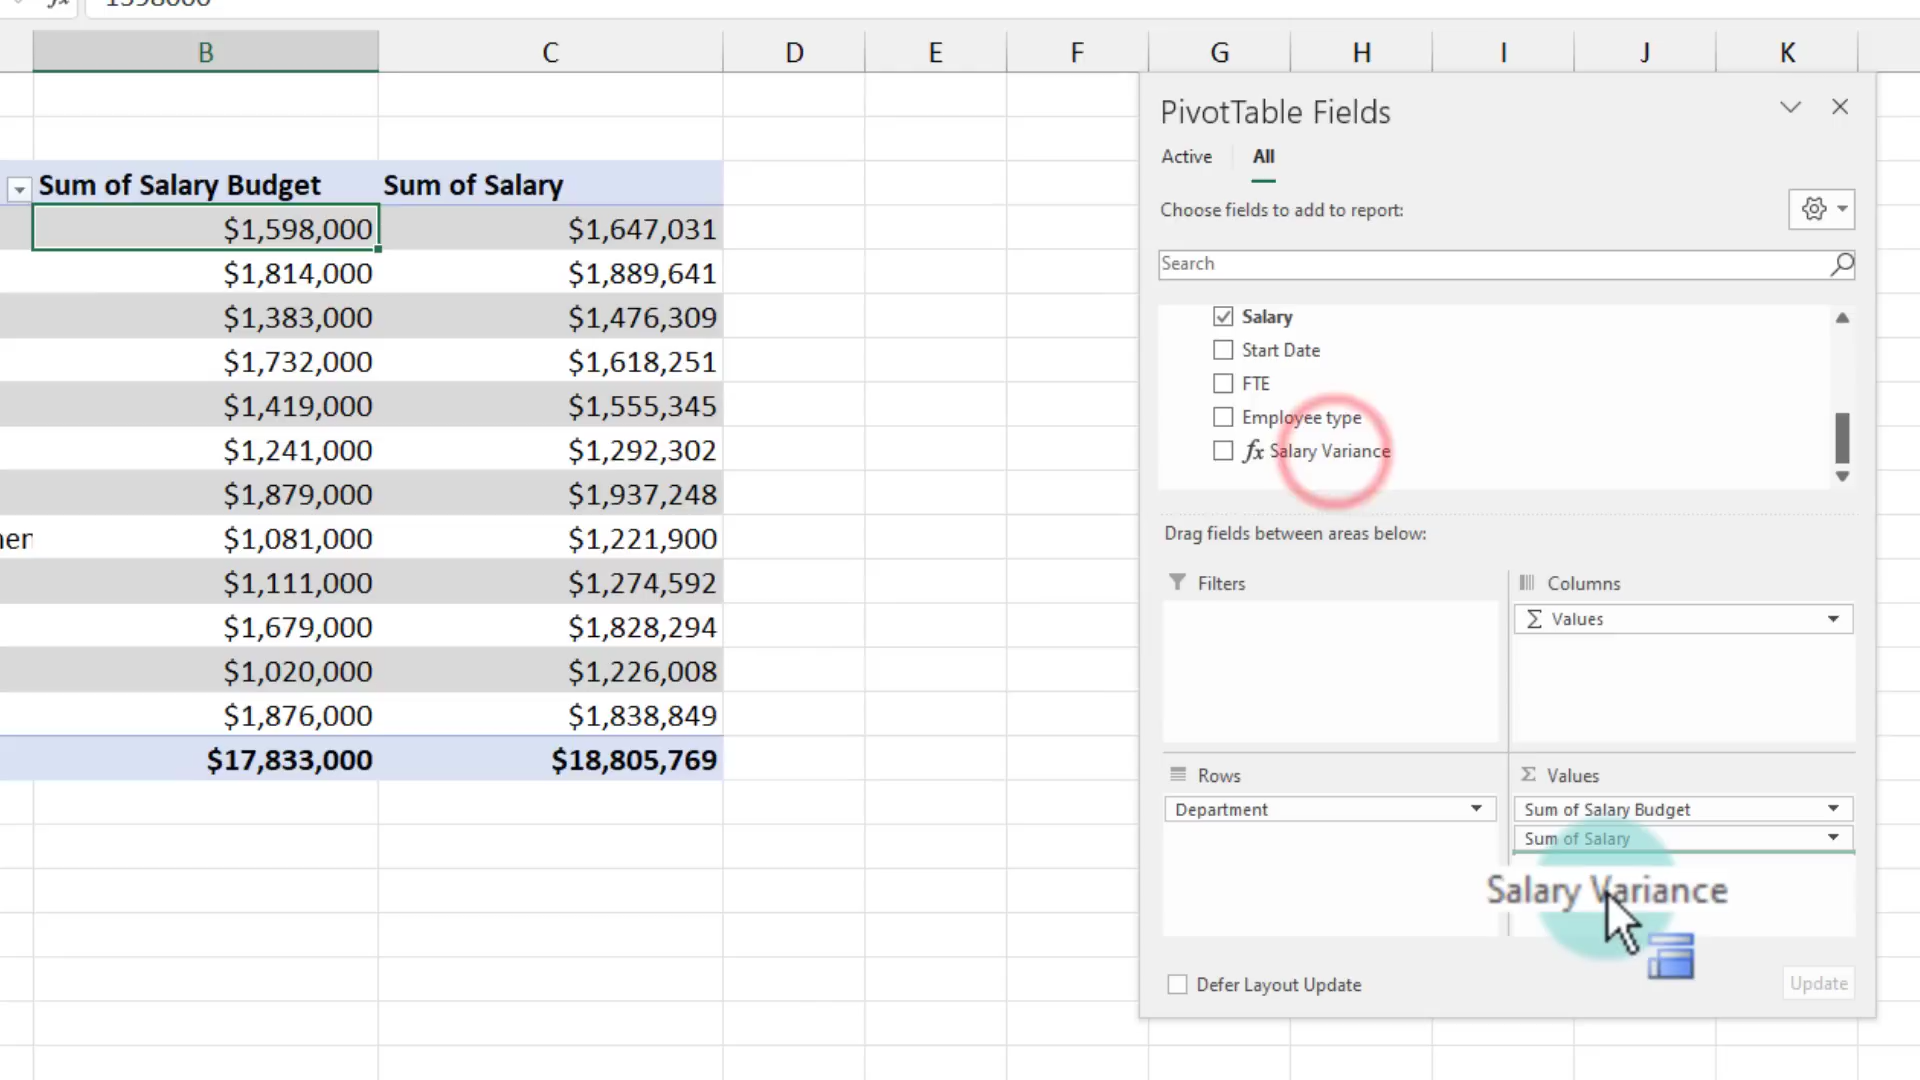 fx 1598000
B C D E F G H I J K
Sum of Salary Budget Sum of Salary
$1,598,000 $1,647,031
$1,814,000 $1,889,641
$1,383,000 $1,476,309
$1,732,000 $1,618,251
$1,419,000 $1,555,345
$1,241,000 $1,292,302
$1,879,000 $1,937,248
$1,081,000 $1,221,900
$1,111,000 $1,274,592
$1,679,000 $1,828,294
$1,020,000 $1,226,008
$1,876,000 $1,838,849
$17,833,000 $18,805,769
PivotTable Fields
Active All
Choose fields to add to report:
Search
Salary
Start Date
FTE
Employee type
fx Salary Variance
Drag fields between areas below:
Filters
Columns
Σ Values
Rows
Department
Σ Values
Sum of Salary Budget
Sum of Salary
Salary Variance
Defer Layout Update
Update